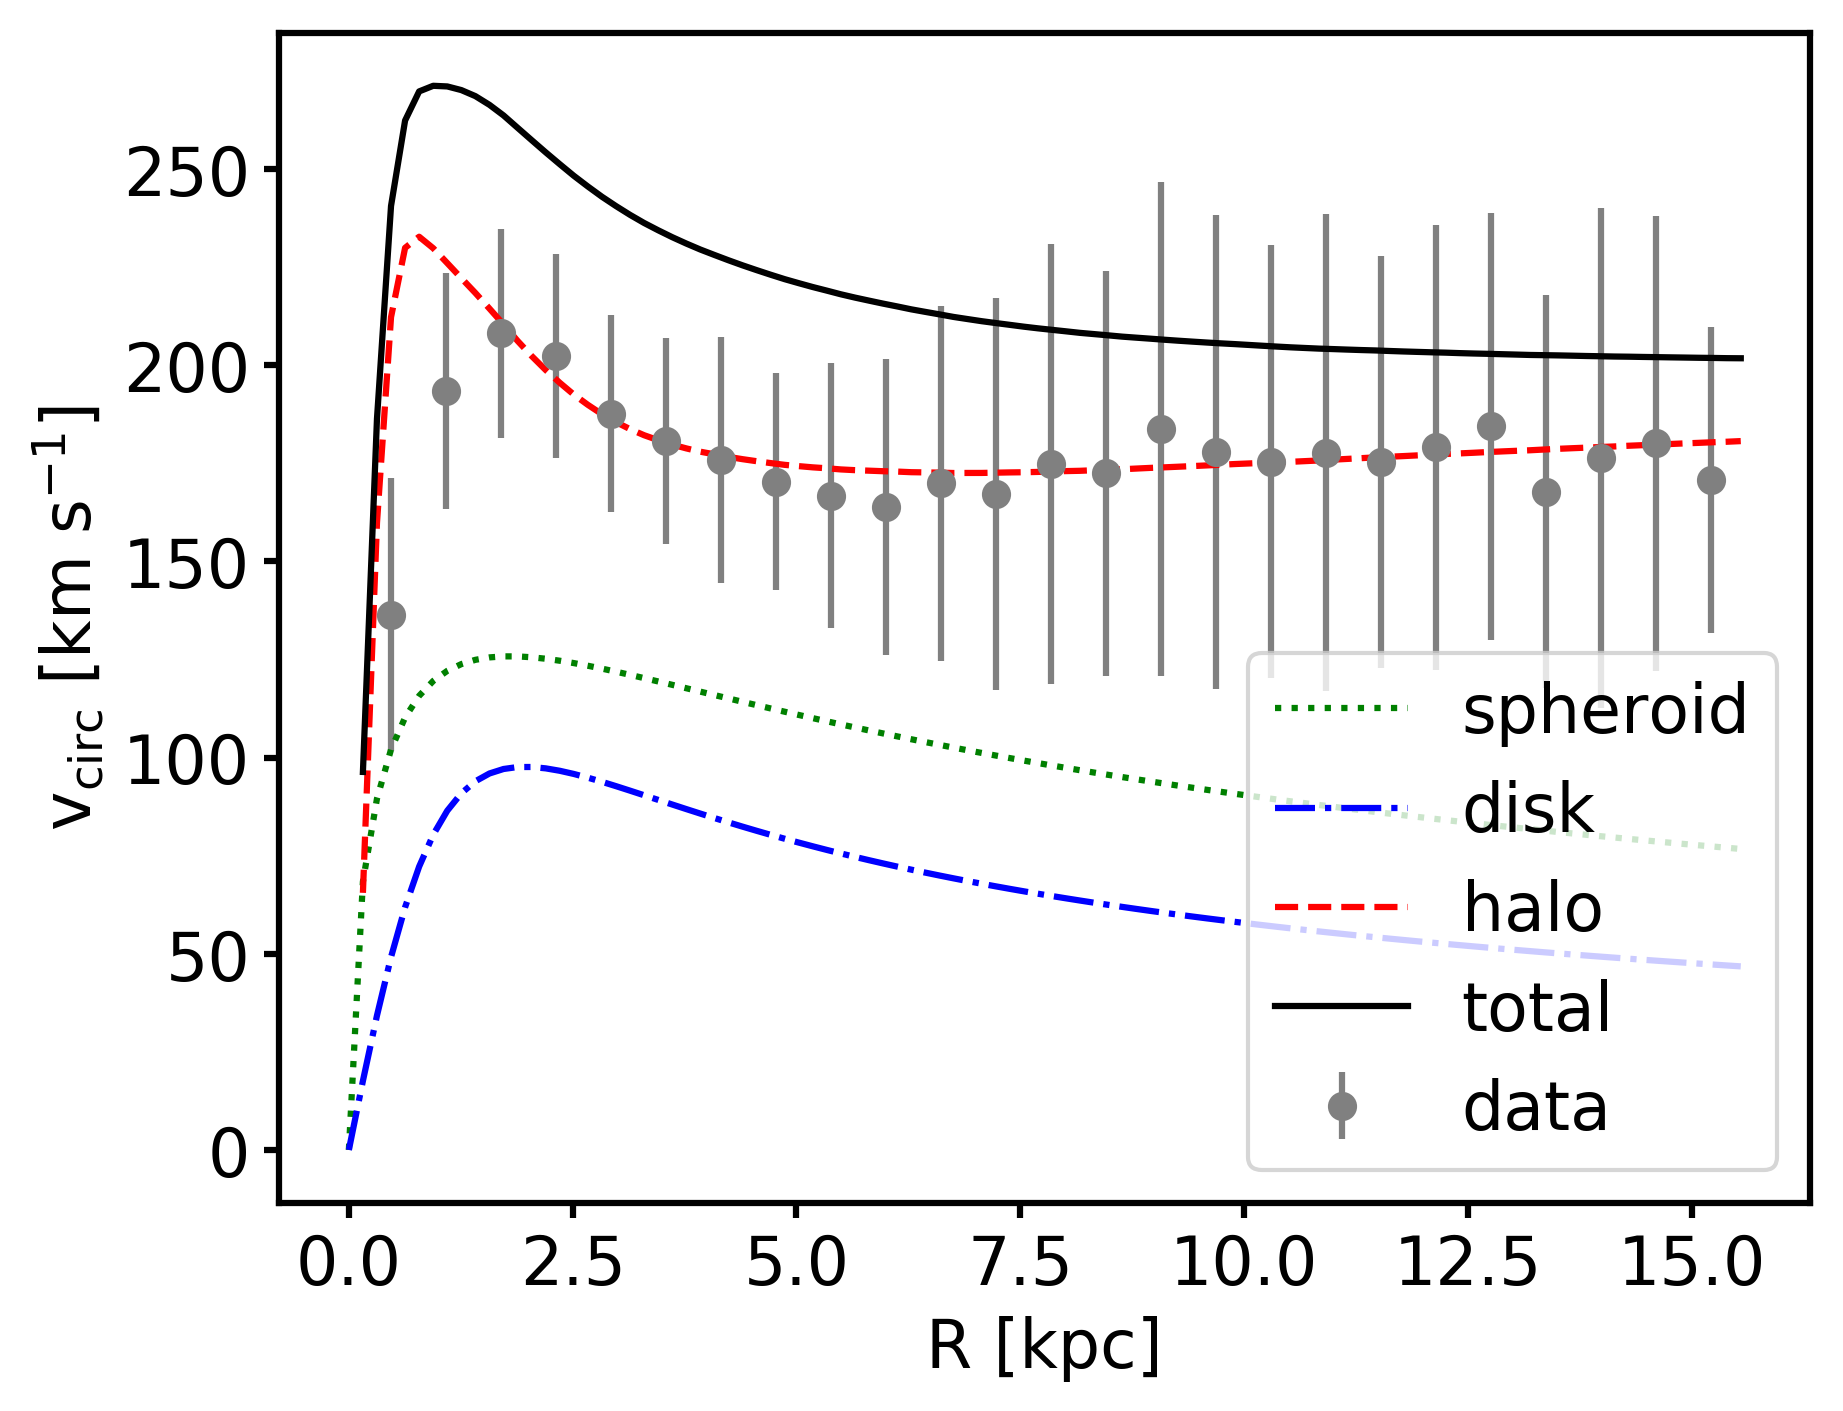 250
200
150
100
50
0
v_circ [km s⁻¹]
spheroid
disk
halo
total
data
0.0 2.5 5.0 7.5 10.0 12.5 15.0
R [kpc]